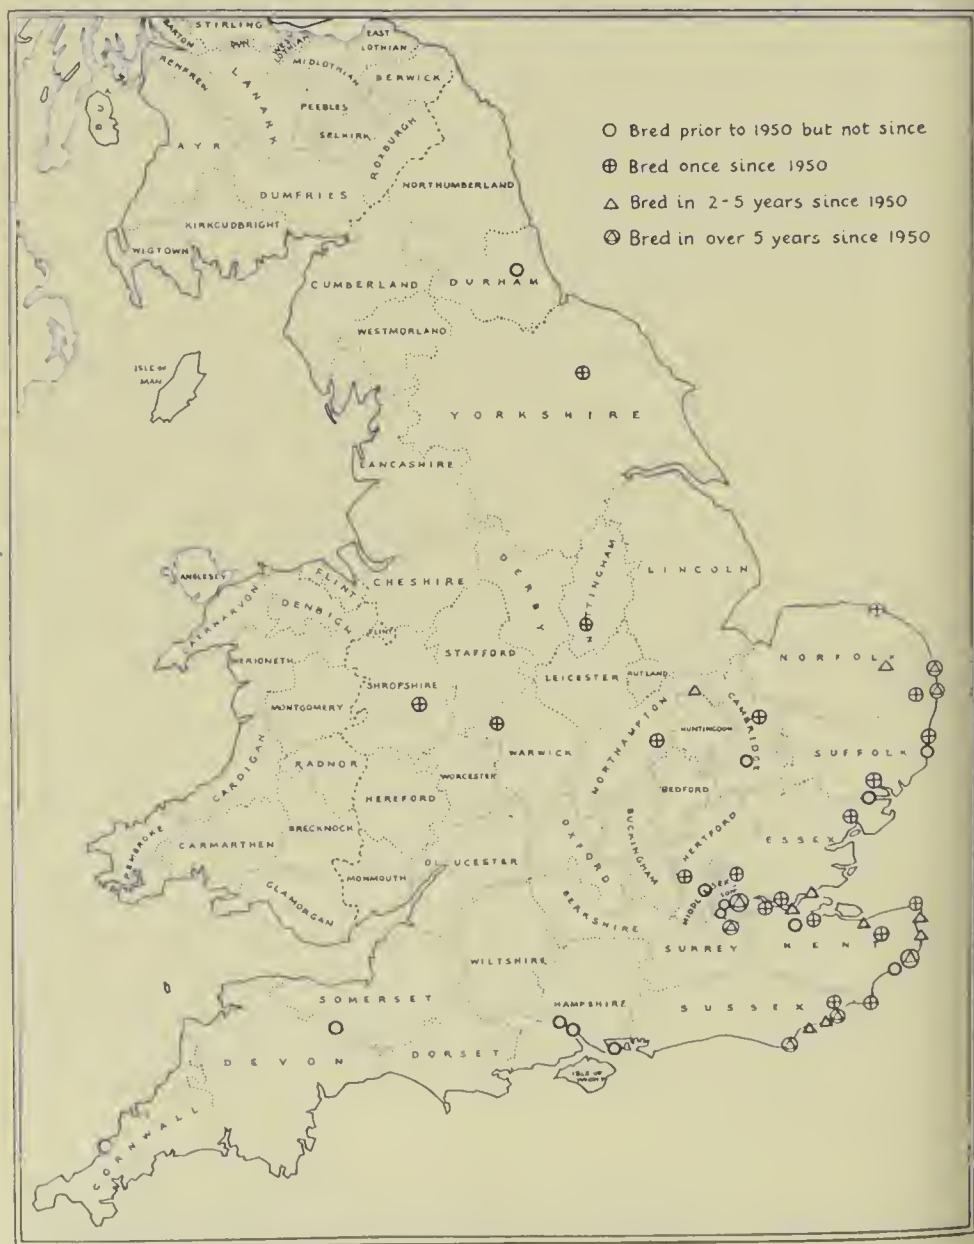 STIRLING
EAST
LOTHIAN
WEST
LOTHIAN
MIDLOTHIAN
BERWICK
RENFREW
LANARK
PEEBLES
SELKIRK
AYR
ROXBURGH
DUMFRIES
NORTHUMBERLAND
KIRKCUDBRIGHT
WIGTOWN
○ Bred prior to 1950 but not since
⊕ Bred once since 1950
△ Bred in 2-5 years since 1950
Bred in over 5 years since 1950
CUMBERLAND
DURHAM
WESTMORLAND
ISLE OF
MAN
YORKSHIRE
LANCASHIRE
ANGLESEY
FLINT
CHESHIRE
DERBY
NOTTINGHAM
LINCOLN
DENBIGH
FLINT
MERIONETH
STAFFORD
NORFOLK
SHROPSHIRE
LEICESTER
RUTLAND
MONTGOMERY
NORTHAMPTON
HUNTINGDON
CAMBRIDGE
CARDIGAN
RADNOR
WARWICK
SUFFOLK
WORCESTER
HEREFORD
BEDFORD
PEMBROKE
CARMARTHEN
BRECKNOCK
OXFORD
BUCKINGHAM
HERTFORD
ESSEX
GLOUCESTER
MONMOUTH
GLAMORGAN
BERKSHIRE
MIDDLESEX
LON.
SURREY
KENT
WILTSHIRE
SOMERSET
HAMPSHIRE
SUSSEX
DEVON
DORSET
ISLE OF
WIGHT
CORNWALL